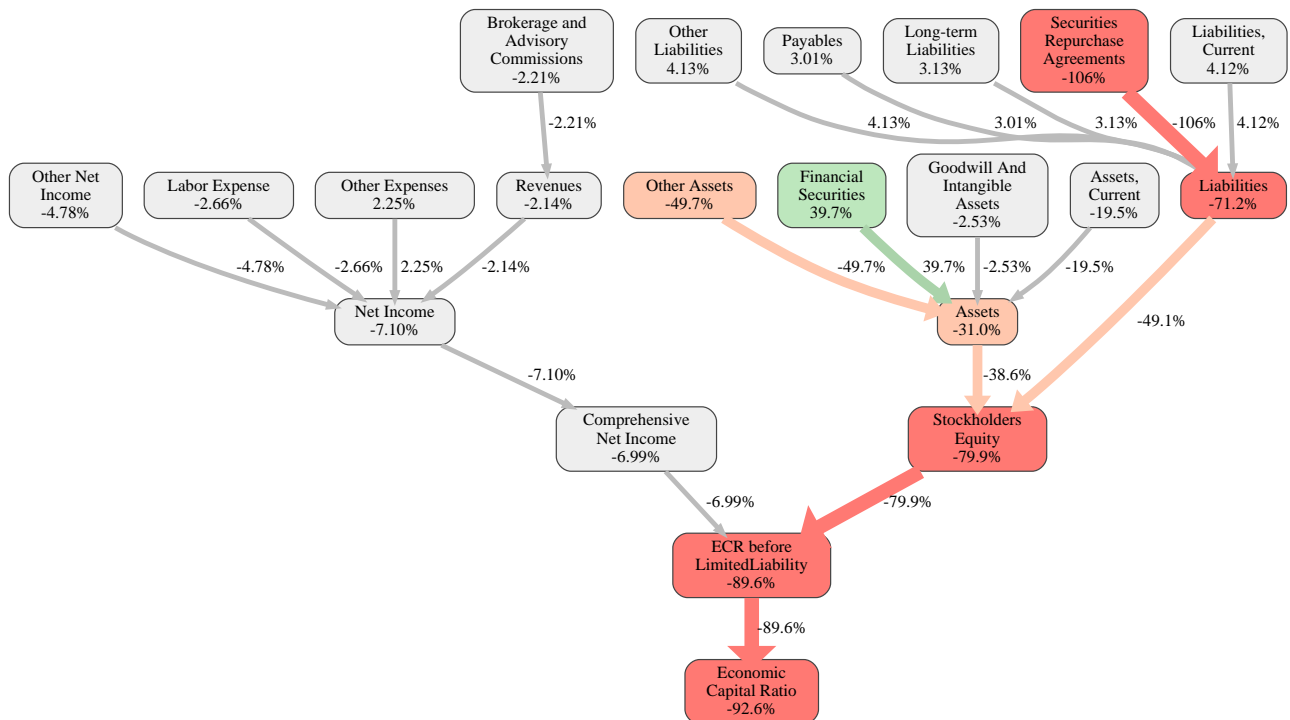 Brokerage and
Advisory
Commissions
-2.21%
Other
Liabilities
4.13%
Payables
3.01%
Long-term
Liabilities
3.13%
Securities
Repurchase
Agreements
-106%
Liabilities,
Current
4.12%
-2.21%
4.13%
3.01%
3.13%
-106%
4.12%
Other Net
Income
-4.78%
Labor Expense
-2.66%
Other Expenses
2.25%
Revenues
-2.14%
Other Assets
-49.7%
Financial
Securities
39.7%
Goodwill And
Intangible
Assets
-2.53%
Assets,
Current
-19.5%
Liabilities
-71.2%
-4.78%
-2.66%
2.25%
-2.14%
-49.7%
39.7%
-2.53%
-19.5%
Net Income
-7.10%
Assets
-31.0%
-49.1%
-7.10%
-38.6%
Comprehensive
Net Income
-6.99%
Stockholders
Equity
-79.9%
-6.99%
-79.9%
ECR before
LimitedLiability
-89.6%
-89.6%
Economic
Capital Ratio
-92.6%